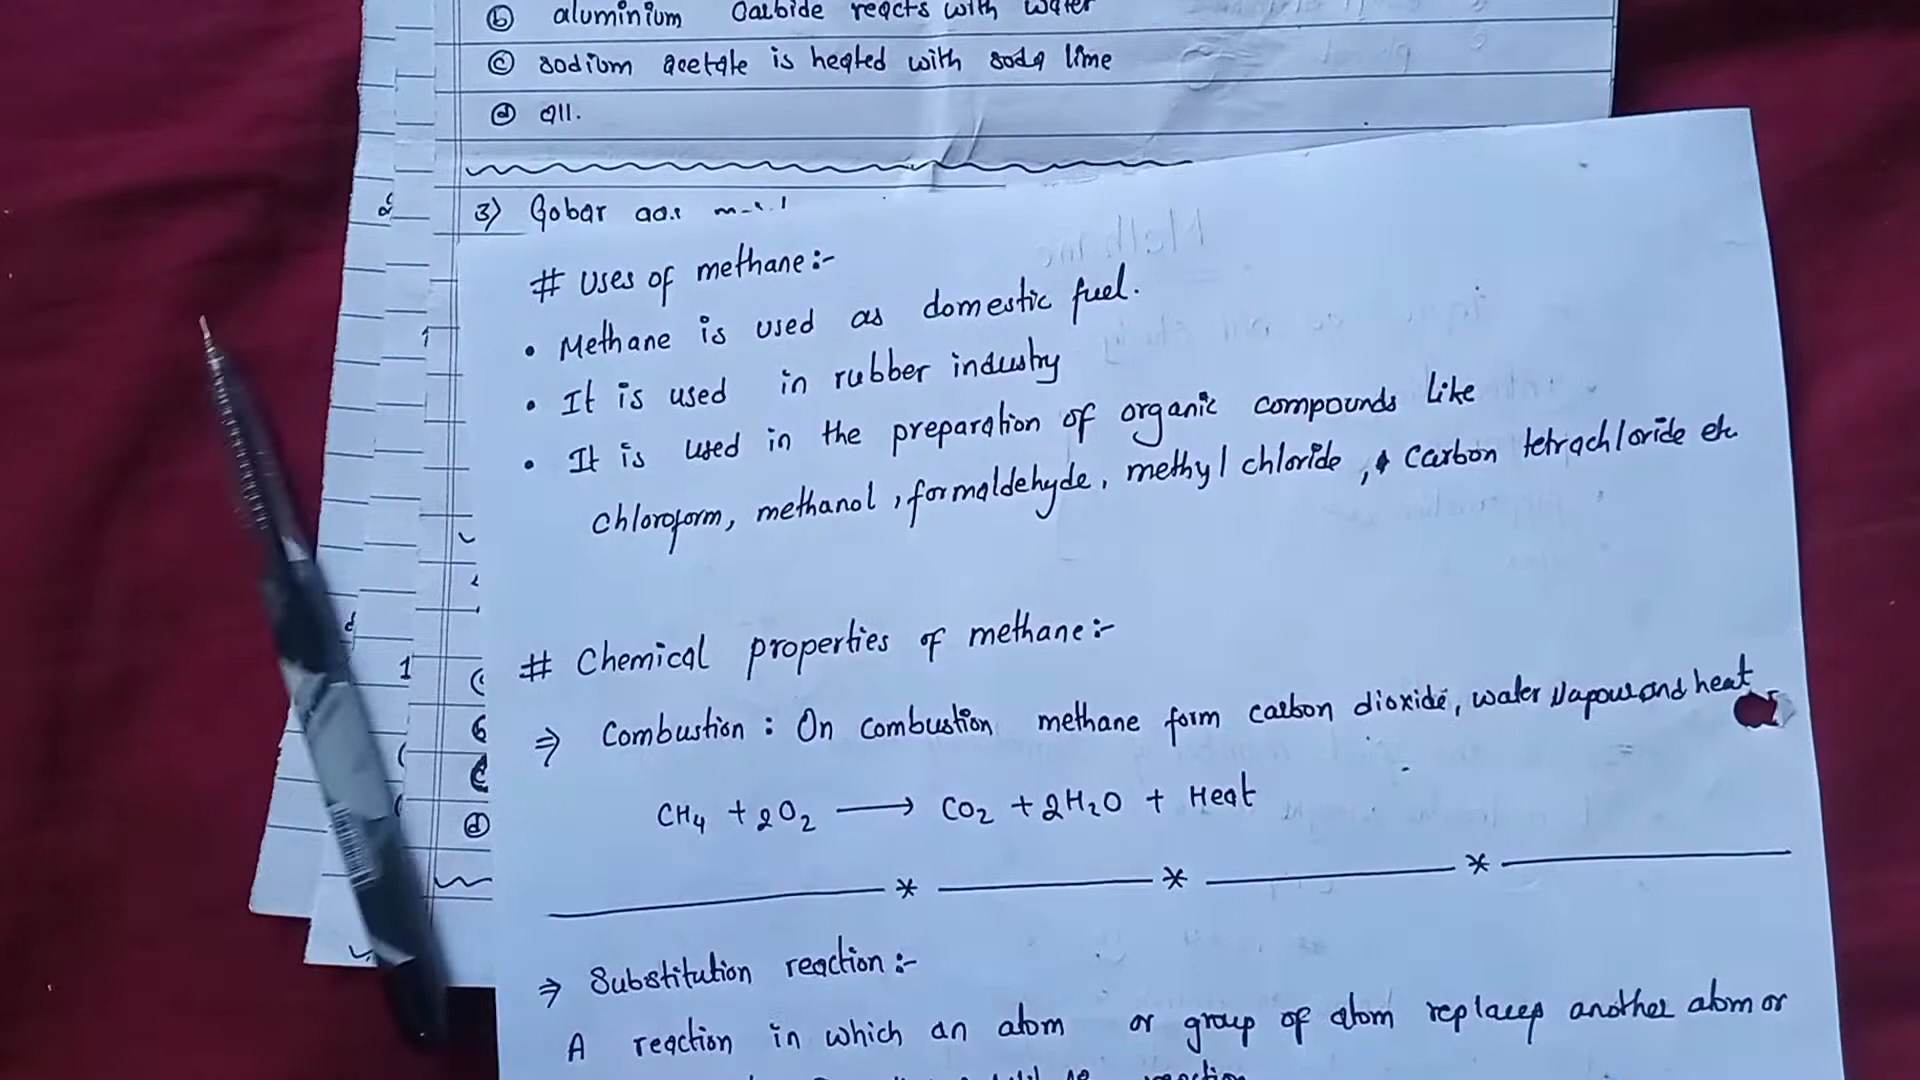 ⓑ aluminium Carbide reacts with water
ⓒ sodium acetate is heated with soda lime
ⓓ all.
3) Gobar gas
# Uses of methane:-
• Methane is used as domestic fuel.
• It is used in rubber industry
• It is used in the preparation of organic compounds like
chloroform, methanol, formaldehyde, methyl chloride, Carbon tetrachloride etc
# Chemical properties of methane:-
⇒ Combustion : On combustion methane form carbon dioxide, water vapour and heat
CH₄ + 2O₂ ⟶ CO₂ + 2H₂O + Heat
⇒ Substitution reaction :-
A reaction in which an atom or group of atom replaces another atom or
reaction